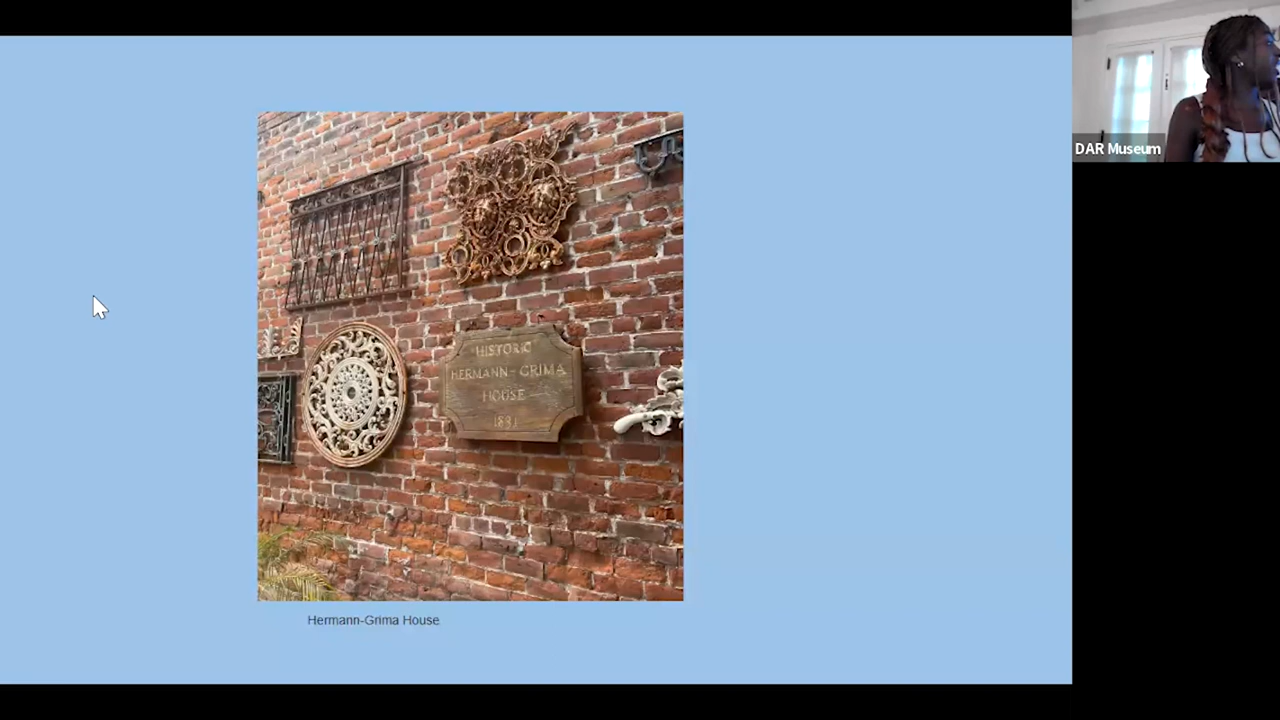 HISTORIC
HERMANN-GRIMA
HOUSE
1831
Hermann-Grima House
DAR Museum